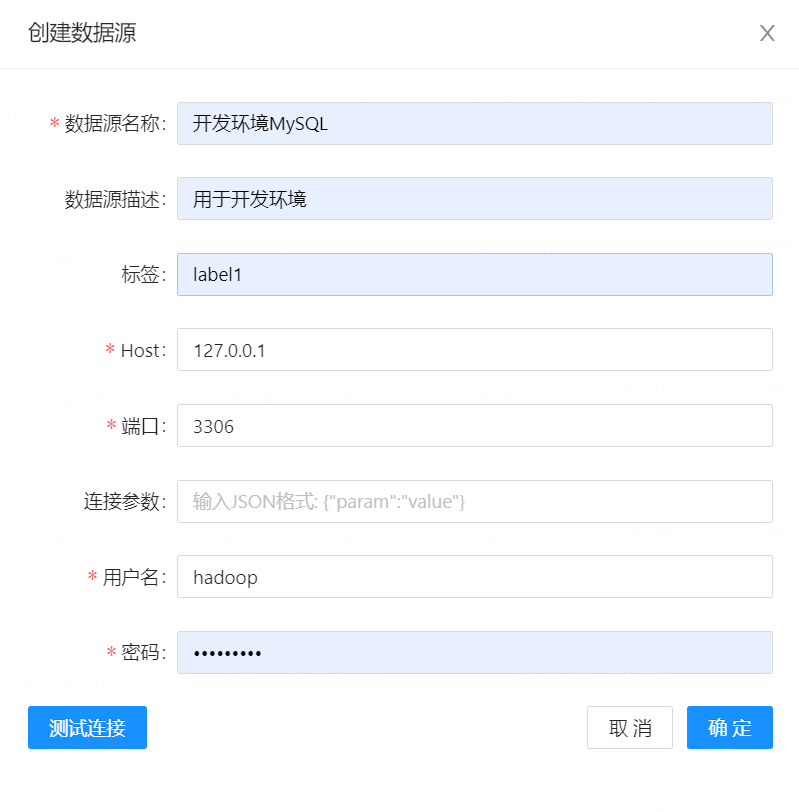 创建数据源
* 数据源名称: 开发环境MySQL
数据源描述: 用于开发环境
标签: label1
* Host: 127.0.0.1
* 端口: 3306
连接参数: 输入JSON格式: {"param":"value"}
* 用户名: hadoop
* 密码: •••••••••
测试连接 取 消 确 定